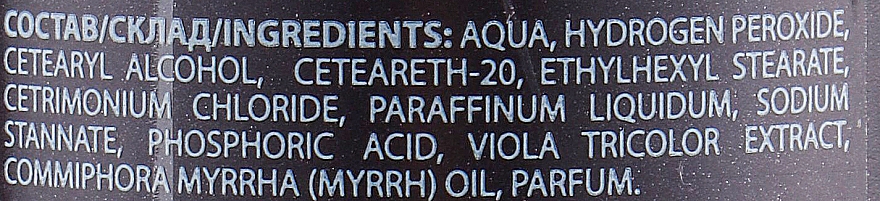 СОСТАВ/СКЛАД/INGREDIENTS: AQUA, HYDROGEN PEROXIDE,
CETEARYL ALCOHOL, CETEARETH-20, ETHYLHEXYL STEARATE,
CETRIMONIUM CHLORIDE, PARAFFINUM LIQUIDUM, SODIUM
STANNATE, PHOSPHORIC ACID, VIOLA TRICOLOR EXTRACT,
COMMIPHORA MYRRHA (MYRRH) OIL, PARFUM.